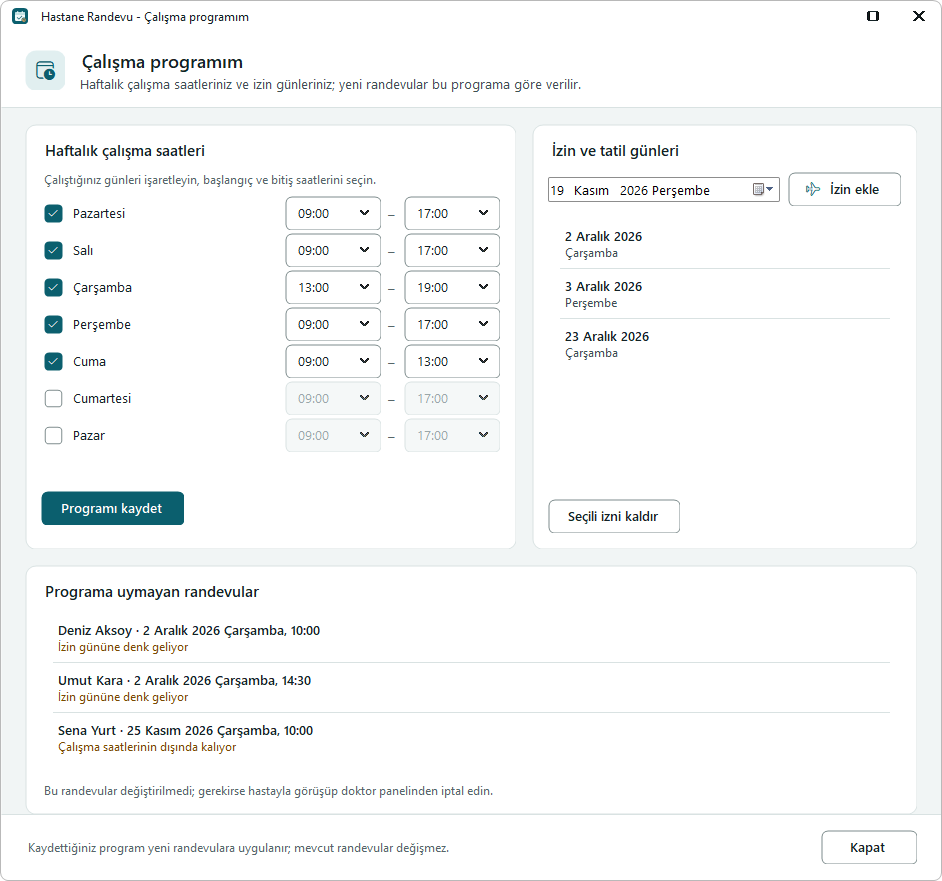 Hastane Randevu - Çalışma programım
Çalışma programım
Haftalık çalışma saatleriniz ve izin günleriniz; yeni randevular bu programa göre verilir.
Haftalık çalışma saatleri
Çalıştığınız günleri işaretleyin, başlangıç ve bitiş saatlerini seçin.
Pazartesi 09:00 – 17:00
Salı 09:00 – 17:00
Çarşamba 13:00 – 19:00
Perşembe 09:00 – 17:00
Cuma 09:00 – 13:00
Cumartesi 09:00 – 17:00
Pazar 09:00 – 17:00
Programı kaydet
İzin ve tatil günleri
19 Kasım 2026 Perşembe
İzin ekle
2 Aralık 2026
Çarşamba
3 Aralık 2026
Perşembe
23 Aralık 2026
Çarşamba
Seçili izni kaldır
Programa uymayan randevular
Deniz Aksoy · 2 Aralık 2026 Çarşamba, 10:00
İzin gününe denk geliyor
Umut Kara · 2 Aralık 2026 Çarşamba, 14:30
İzin gününe denk geliyor
Sena Yurt · 25 Kasım 2026 Çarşamba, 10:00
Çalışma saatlerinin dışında kalıyor
Bu randevular değiştirilmedi; gerekirse hastayla görüşüp doktor panelinden iptal edin.
Kaydettiğiniz program yeni randevulara uygulanır; mevcut randevular değişmez.
Kapat